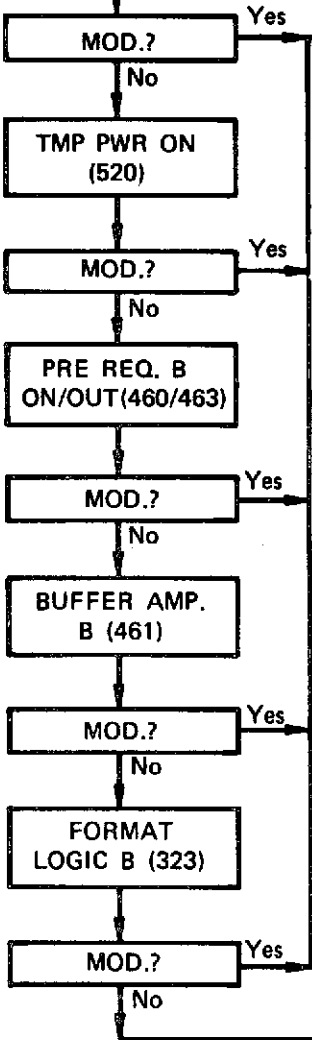 MOD.?
Yes
No
TMP PWR ON
(520)
MOD.?
Yes
No
PRE REQ. B
ON/OUT(460/463)
MOD.?
Yes
No
BUFFER AMP.
B (461)
MOD.?
Yes
No
FORMAT
LOGIC B (323)
MOD.?
Yes
No